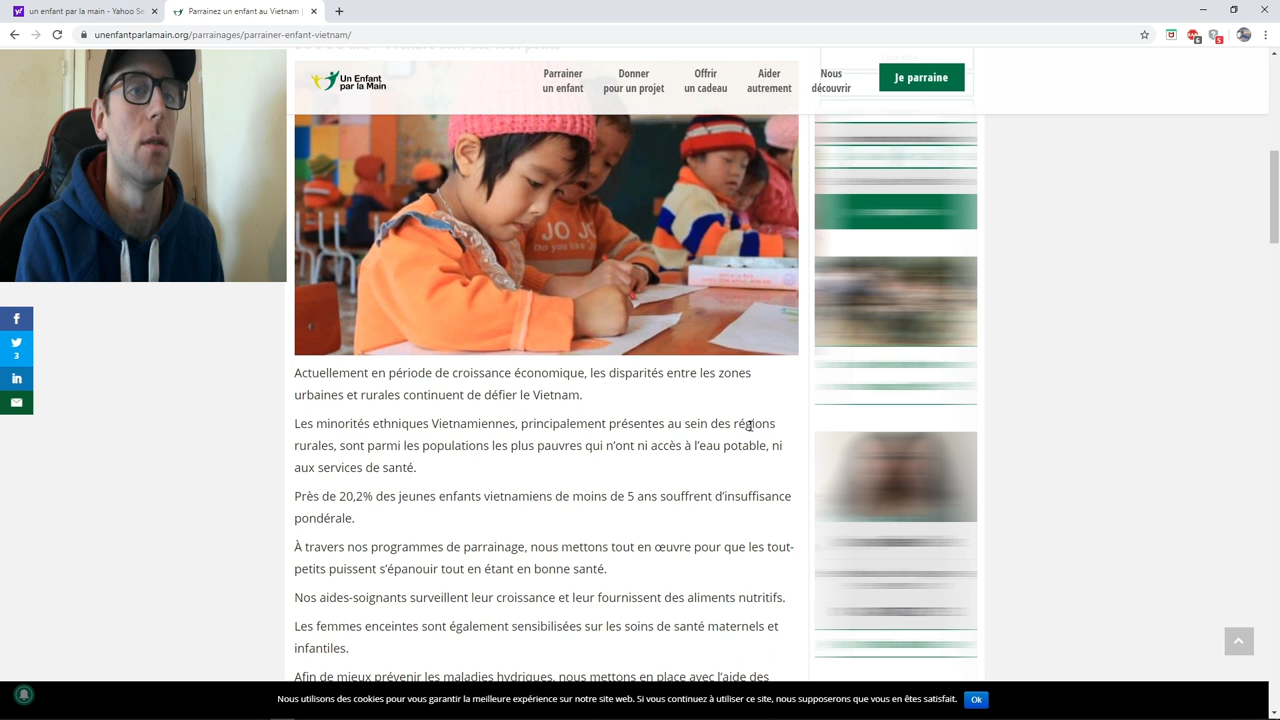 un enfant par la main - Yahoo Se
Parrainez un enfant au Vietnam |
unenfantparlamain.org/parrainages/parrainer-enfant-vietnam/
6
5
Un Enfant
par la Main
Parrainer
un enfant
Donner
pour un projet
Offrir
un cadeau
Aider
autrement
Nous
découvrir
Je parraine
JO JO
Do you like
3
Actuellement en période de croissance économique, les disparités entre les zones
urbaines et rurales continuent de défier le Vietnam.
Les minorités ethniques Vietnamiennes, principalement présentes au sein des régions
rurales, sont parmi les populations les plus pauvres qui n’ont ni accès à l’eau potable, ni
aux services de santé.
Près de 20,2% des jeunes enfants vietnamiens de moins de 5 ans souffrent d’insuffisance
pondérale.
À travers nos programmes de parrainage, nous mettons tout en œuvre pour que les tout-
petits puissent s’épanouir tout en étant en bonne santé.
Nos aides-soignants surveillent leur croissance et leur fournissent des aliments nutritifs.
Les femmes enceintes sont également sensibilisées sur les soins de santé maternels et
infantiles.
Afin de mieux prévenir les maladies hydriques, nous mettons en place avec l’aide des
Nous utilisons des cookies pour vous garantir la meilleure expérience sur notre site web. Si vous continuez à utiliser ce site, nous supposerons que vous en êtes satisfait.
Ok